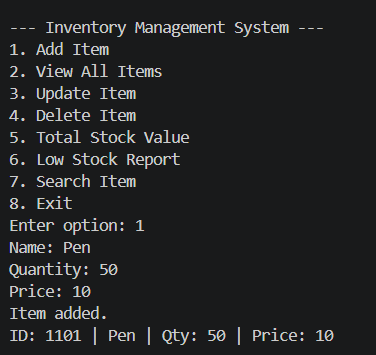 --- Inventory Management System ---
1. Add Item
2. View All Items
3. Update Item
4. Delete Item
5. Total Stock Value
6. Low Stock Report
7. Search Item
8. Exit
Enter option: 1
Name: Pen
Quantity: 50
Price: 10
Item added.
ID: 1101 | Pen | Qty: 50 | Price: 10